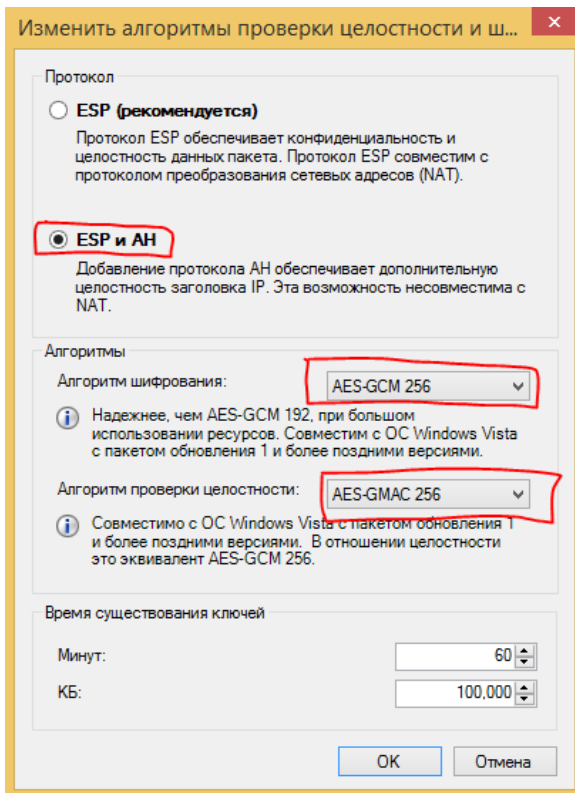 Изменить алгоритмы проверки целостности и ш...
Протокол
ESP (рекомендуется)
Протокол ESP обеспечивает конфиденциальность и
целостность данных пакета. Протокол ESP совместим с
протоколом преобразования сетевых адресов (NAT).
ESP и AH
Добавление протокола AH обеспечивает дополнительную
целостность заголовка IP. Эта возможность несовместима с
NAT.
Алгоритмы
Алгоритм шифрования:
AES-GCM 256
Надежнее, чем AES-GCM 192, при большом
использовании ресурсов. Совместим с ОС Windows Vista
с пакетом обновления 1 и более поздними версиями.
Алгоритм проверки целостности:
AES-GMAC 256
Совместимо с ОС Windows Vista с пакетом обновления 1
и более поздними версиями. В отношении целостности
это эквивалент AES-GCM 256.
Время существования ключей
Минут:
60
КБ:
100,000
OK
Отмена